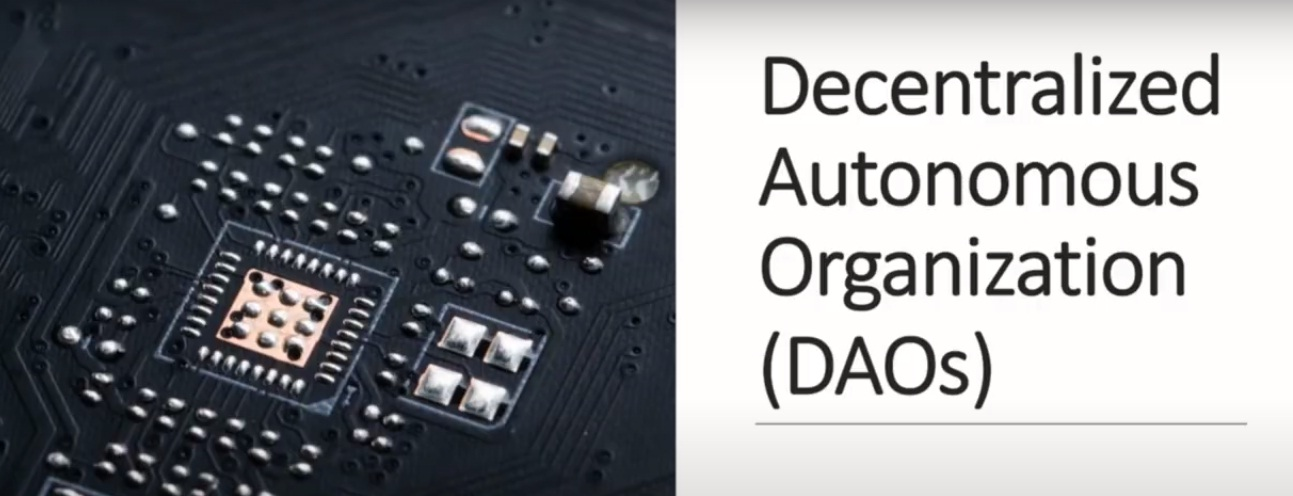 Decentralized
Autonomous
Organization
(DAOs)